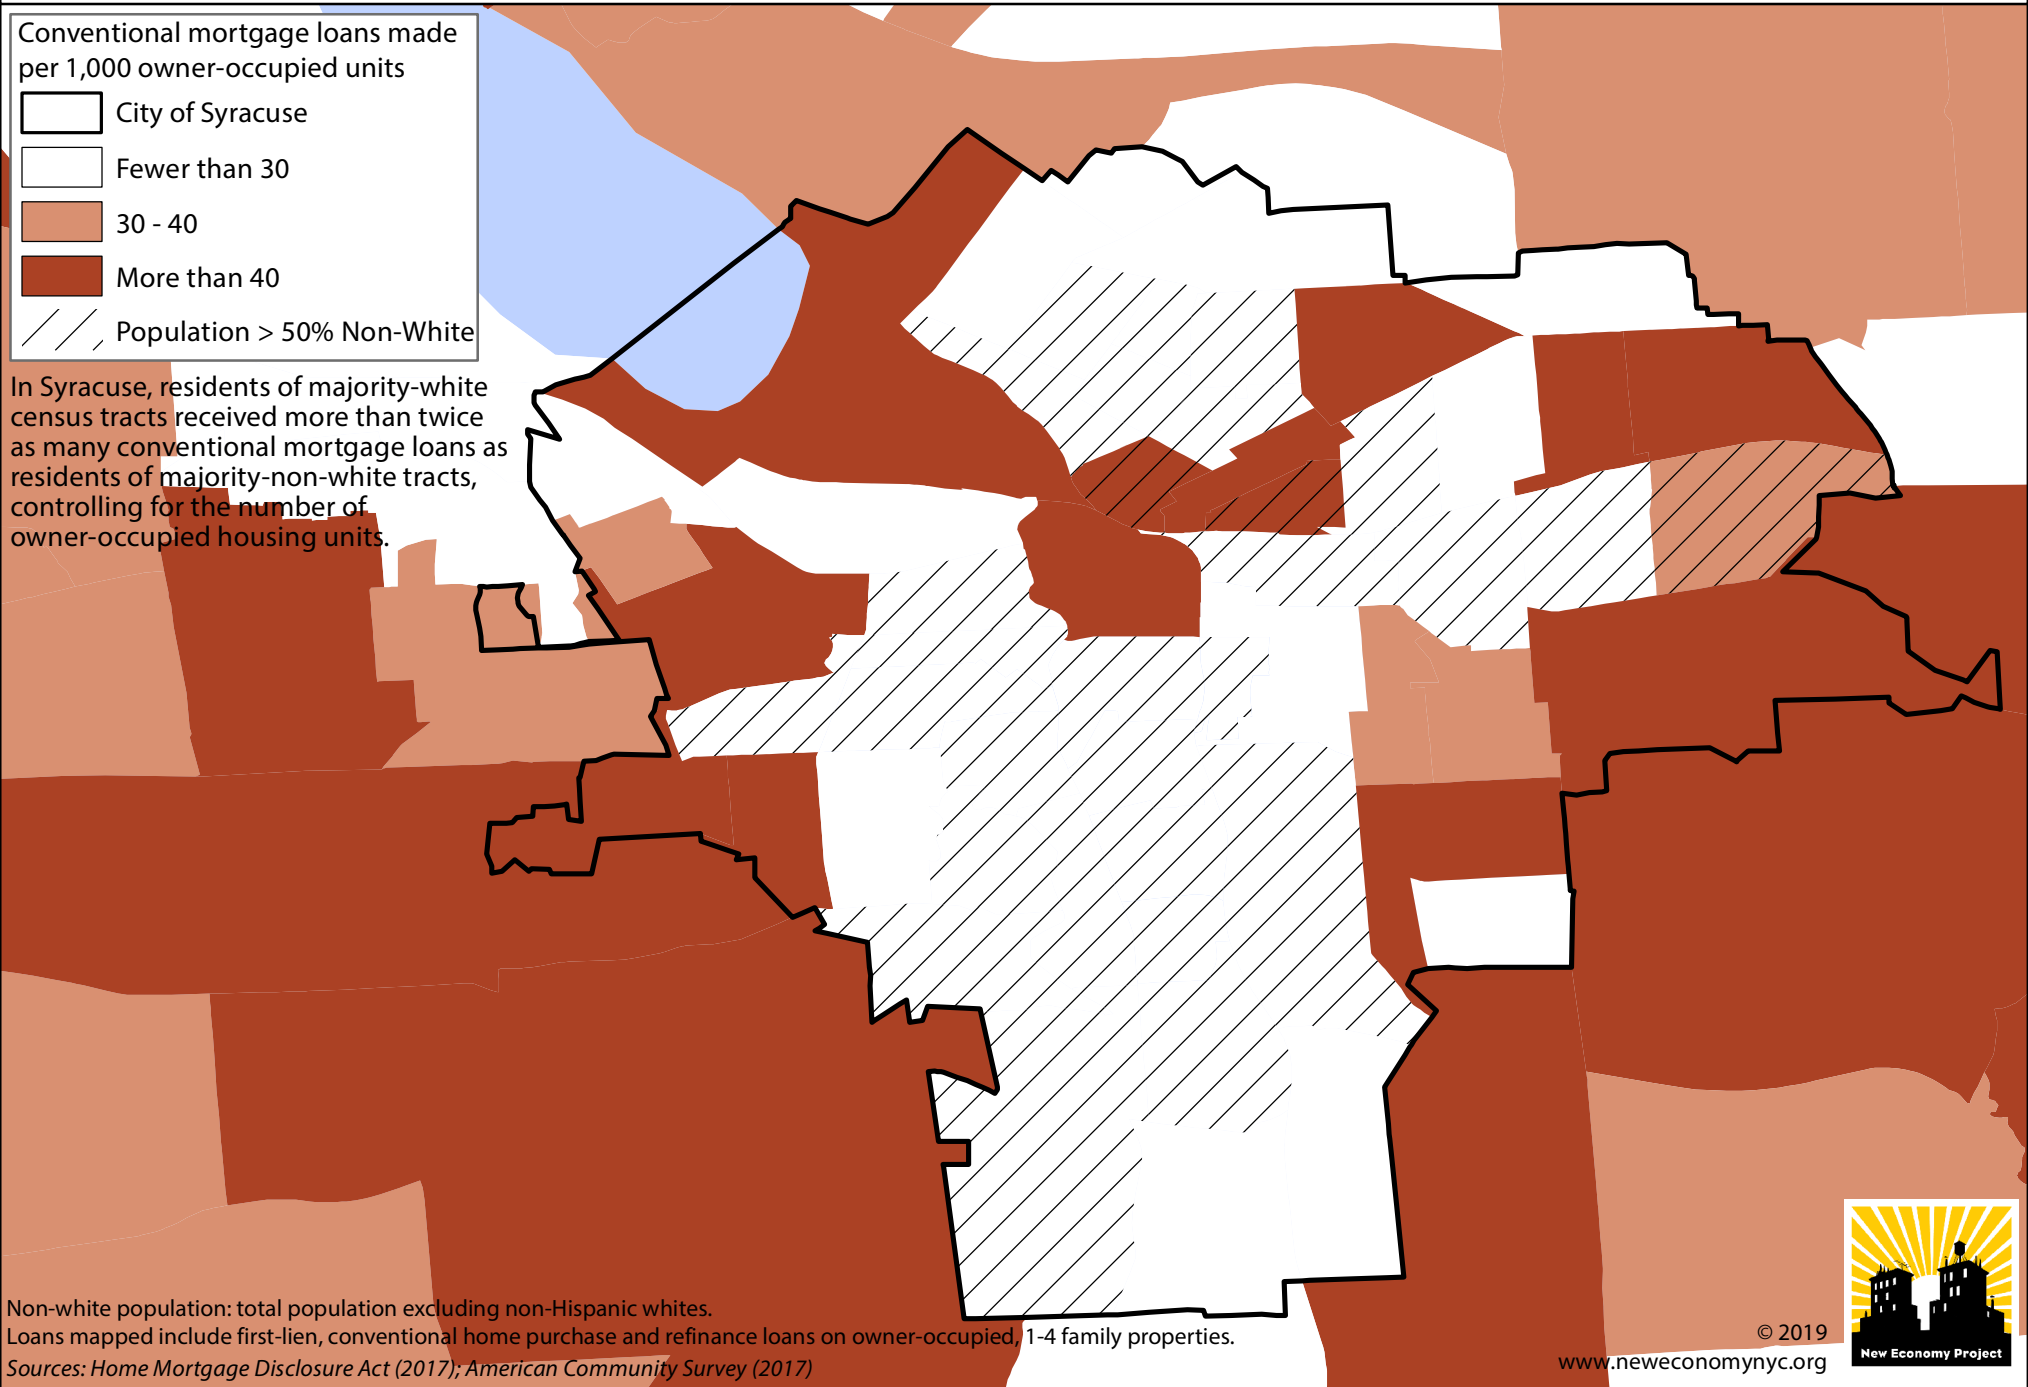 Conventional mortgage loans made
per 1,000 owner-occupied units
City of Syracuse
Fewer than 30
30 - 40
More than 40
Population > 50% Non-White
In Syracuse, residents of majority-white
census tracts received more than twice
as many conventional mortgage loans as
residents of majority-non-white tracts,
controlling for the number of
owner-occupied housing units.
Non-white population: total population excluding non-Hispanic whites.
Loans mapped include first-lien, conventional home purchase and refinance loans on owner-occupied, 1-4 family properties.
Sources: Home Mortgage Disclosure Act (2017); American Community Survey (2017)
© 2019
www.neweconomynyc.org
New Economy Project